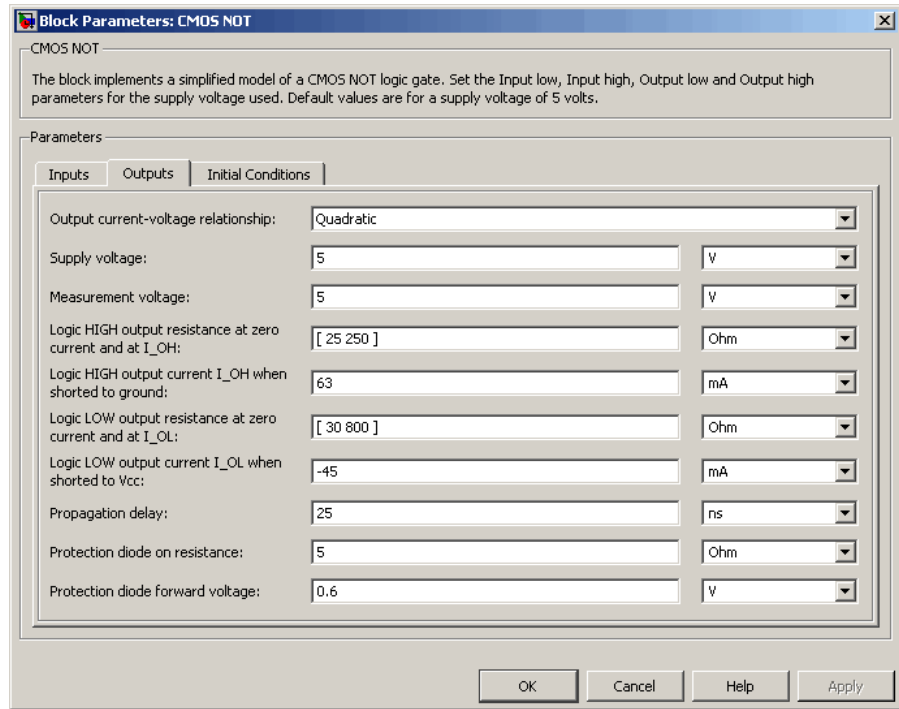 Block Parameters: CMOS NOT
CMOS NOT
The block implements a simplified model of a CMOS NOT logic gate. Set the Input low, Input high, Output low and Output high
parameters for the supply voltage used. Default values are for a supply voltage of 5 volts.
Parameters
Inputs Outputs Initial Conditions
Output current-voltage relationship: Quadratic
Supply voltage: 5 V
Measurement voltage: 5 V
Logic HIGH output resistance at zero
current and at I_OH: [ 25 250 ] Ohm
Logic HIGH output current I_OH when
shorted to ground: 63 mA
Logic LOW output resistance at zero
current and at I_OL: [ 30 800 ] Ohm
Logic LOW output current I_OL when
shorted to Vcc: -45 mA
Propagation delay: 25 ns
Protection diode on resistance: 5 Ohm
Protection diode forward voltage: 0.6 V
OK Cancel Help Apply